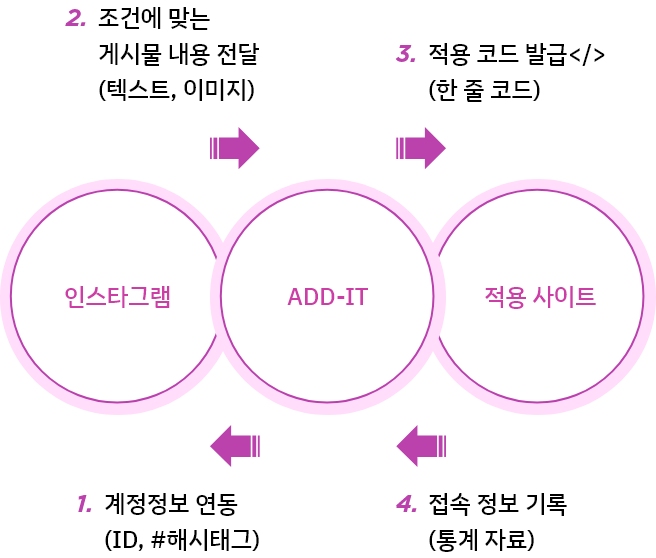 2. 조건에 맞는
게시물 내용 전달
(텍스트, 이미지)
3. 적용 코드 발급</>
(한 줄 코드)
인스타그램
ADD-IT
적용 사이트
1. 계정정보 연동
(ID, #해시태그)
4. 접속 정보 기록
(통계 자료)